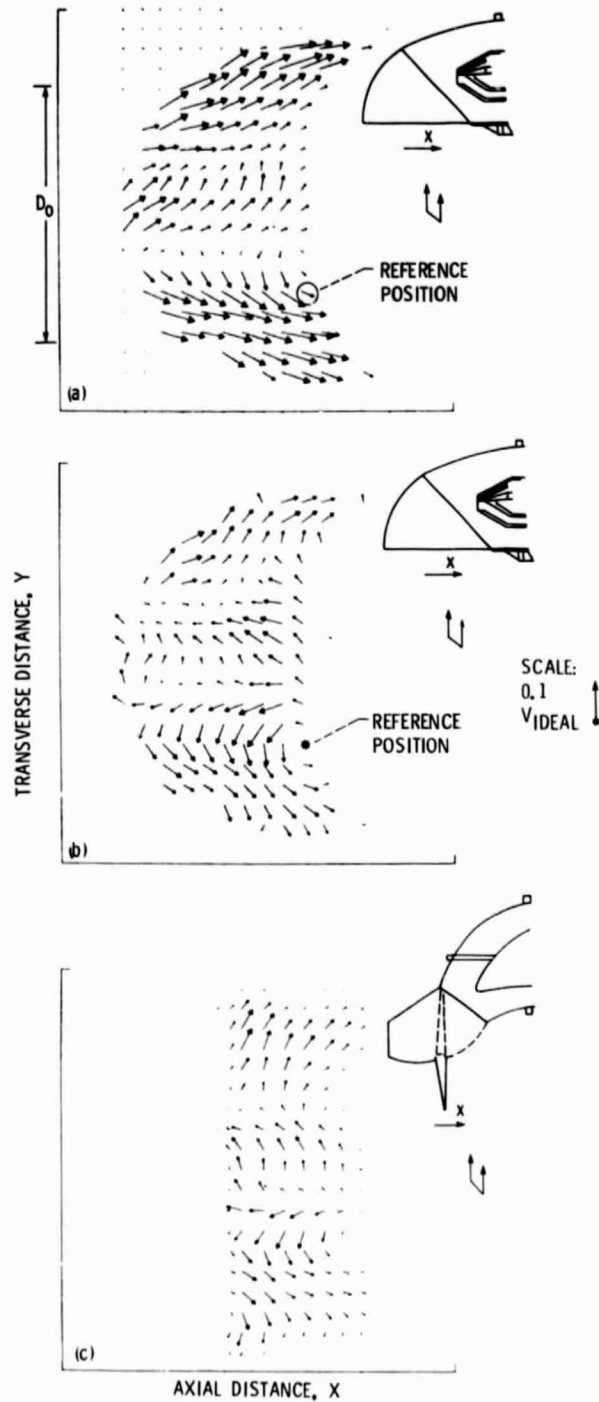 X
D0
REFERENCE
POSITION
(a)
X
SCALE:
0.1
VIDEAL
REFERENCE
POSITION
(b)
TRANSVERSE DISTANCE, Y
X
(c)
AXIAL DISTANCE, X